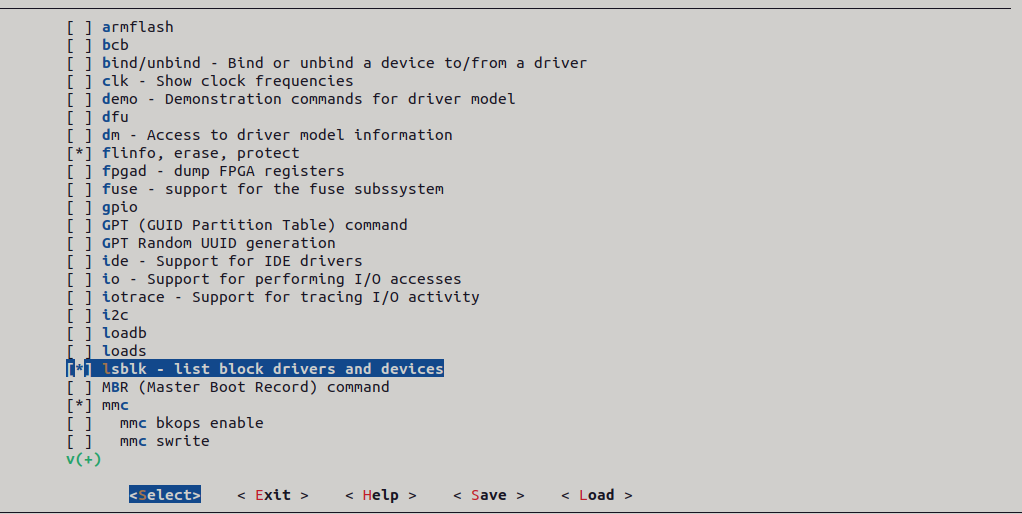 [ ] armflash
[ ] bcb
[ ] bind/unbind - Bind or unbind a device to/from a driver
[ ] clk - Show clock frequencies
[ ] demo - Demonstration commands for driver model
[ ] dfu
[ ] dm - Access to driver model information
[*] flinfo, erase, protect
[ ] fpgad - dump FPGA registers
[ ] fuse - support for the fuse subssystem
[ ] gpio
[ ] GPT (GUID Partition Table) command
[ ] GPT Random UUID generation
[ ] ide - Support for IDE drivers
[ ] io - Support for performing I/O accesses
[ ] iotrace - Support for tracing I/O activity
[ ] i2c
[ ] loadb
[ ] loads
[*] lsblk - list block drivers and devices
[ ] MBR (Master Boot Record) command
[*] mmc
[ ]   mmc bkops enable
[ ]   mmc swrite
v(+)
<Select>    < Exit >    < Help >    < Save >    < Load >